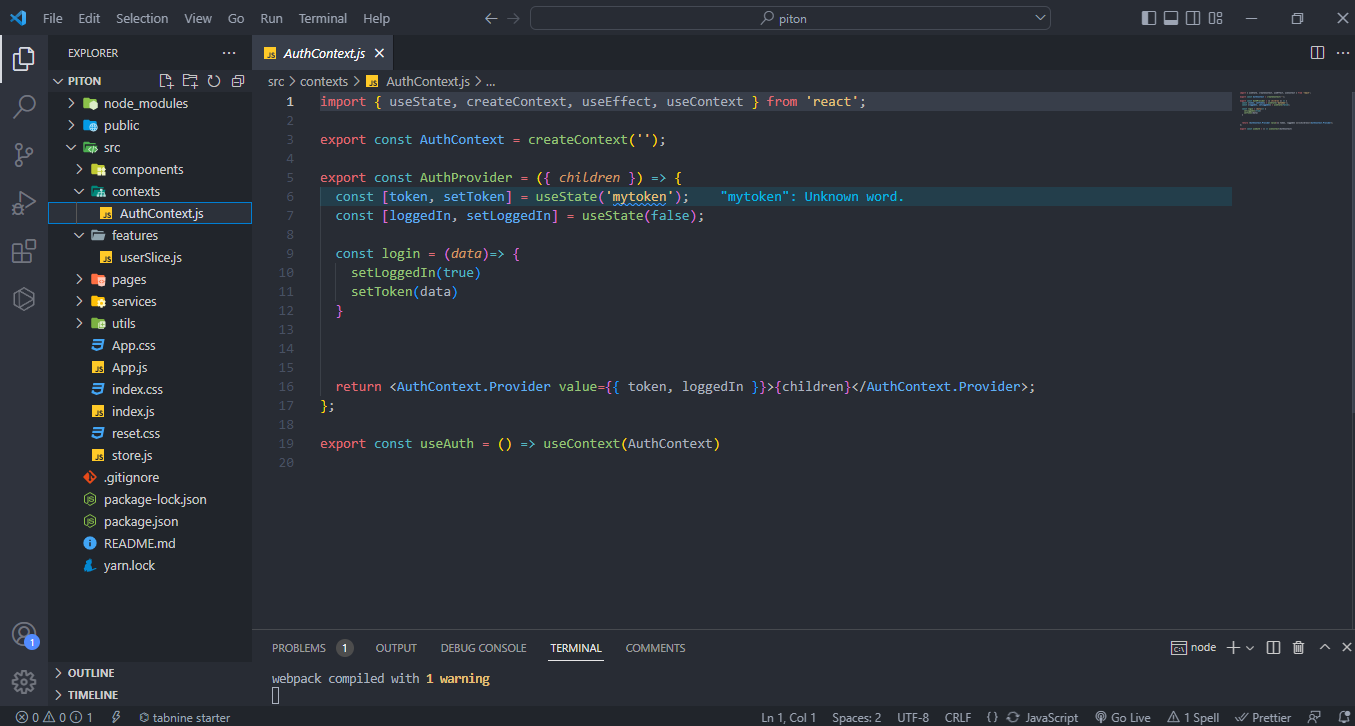 File Edit Selection View Go Run Terminal Help
piton
EXPLORER
AuthContext.js
PITON
src > contexts > AuthContext.js > ...
node_modules
public
src
components
contexts
AuthContext.js
features
userSlice.js
pages
services
utils
App.css
App.js
index.css
index.js
reset.css
store.js
.gitignore
package-lock.json
package.json
README.md
yarn.lock
OUTLINE
TIMELINE
1 import { useState, createContext, useEffect, useContext } from 'react';
2
3 export const AuthContext = createContext('');
4
5 export const AuthProvider = ({ children }) => {
6 const [token, setToken] = useState('mytoken'); "mytoken": Unknown word.
7 const [loggedIn, setLoggedIn] = useState(false);
8
9 const login = (data)=> {
10 setLoggedIn(true)
11 setToken(data)
12 }
13
14
15
16 return <AuthContext.Provider value={{ token, loggedIn }}>{children}</AuthContext.Provider>;
17 };
18
19 export const useAuth = () => useContext(AuthContext)
20
PROBLEMS 1 OUTPUT DEBUG CONSOLE TERMINAL COMMENTS
node
webpack compiled with 1 warning
1
0 0 1 tabnine starter
Ln 1, Col 1 Spaces: 2 UTF-8 CRLF {} JavaScript Go Live 1 Spell Prettier